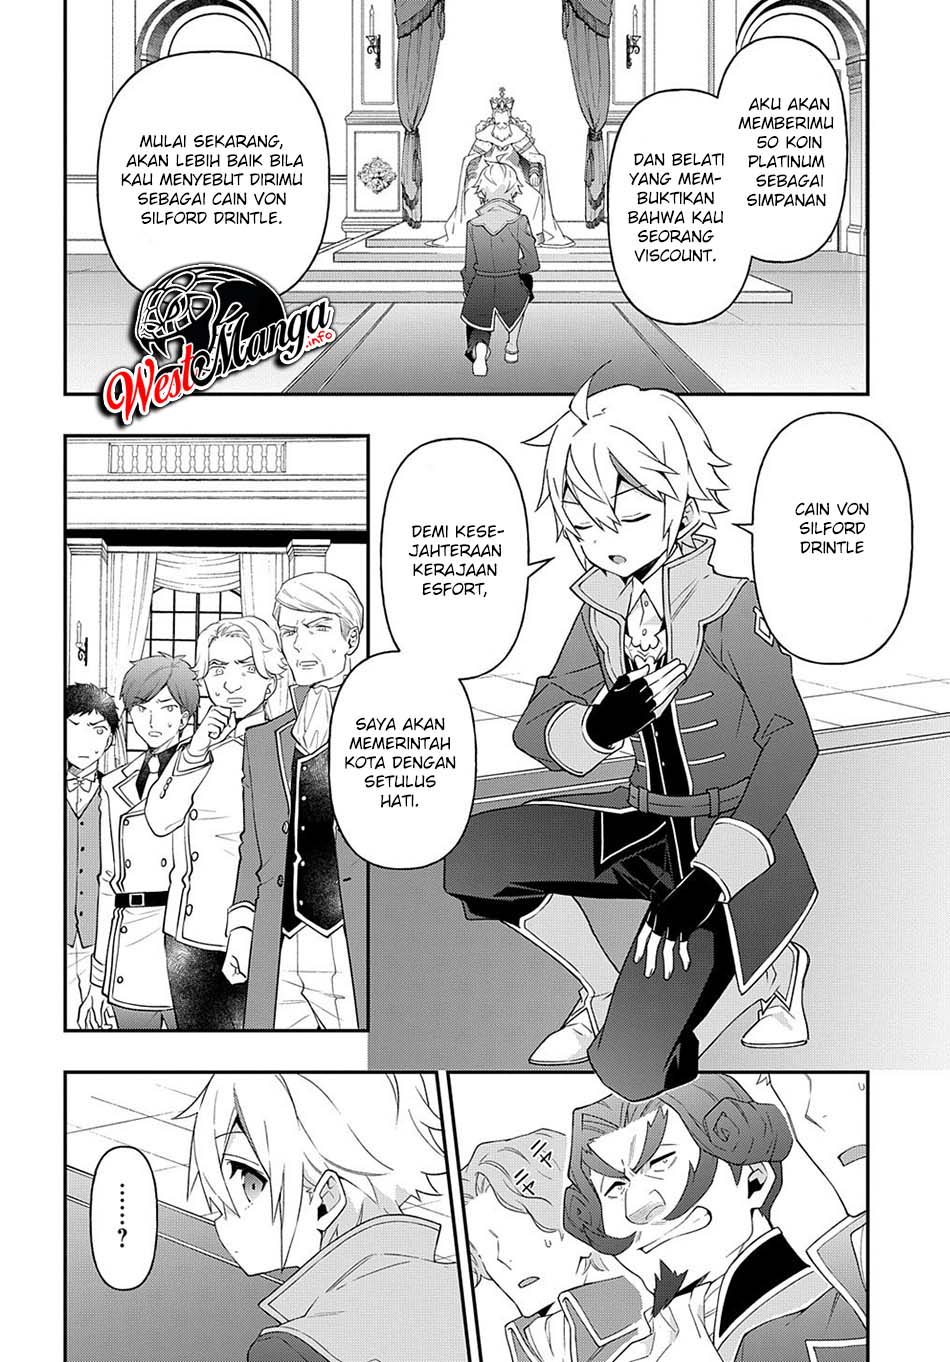 AKU AKAN
MEMBERIMU
50 KOIN
PLATINUM
SEBAGAI
SIMPANAN
DAN BELATI
YANG MEM-
BUKTIKAN
BAHWA KAU
SEORANG
VISCOUNT.
MULAI SEKARANG,
AKAN LEBIH BAIK BILA
KAU MENYEBUT DIRIMU
SEBAGAI CAIN VON
SILFORD DRINTLE.
WestManga
.info
CAIN VON
SILFORD
DRINTLE
DEMI KESE-
JAHTERAAN
KERAJAAN
ESFORT,
SAYA AKAN
MEMERINTAH
KOTA DENGAN
SETULUS
HATI.
.........?